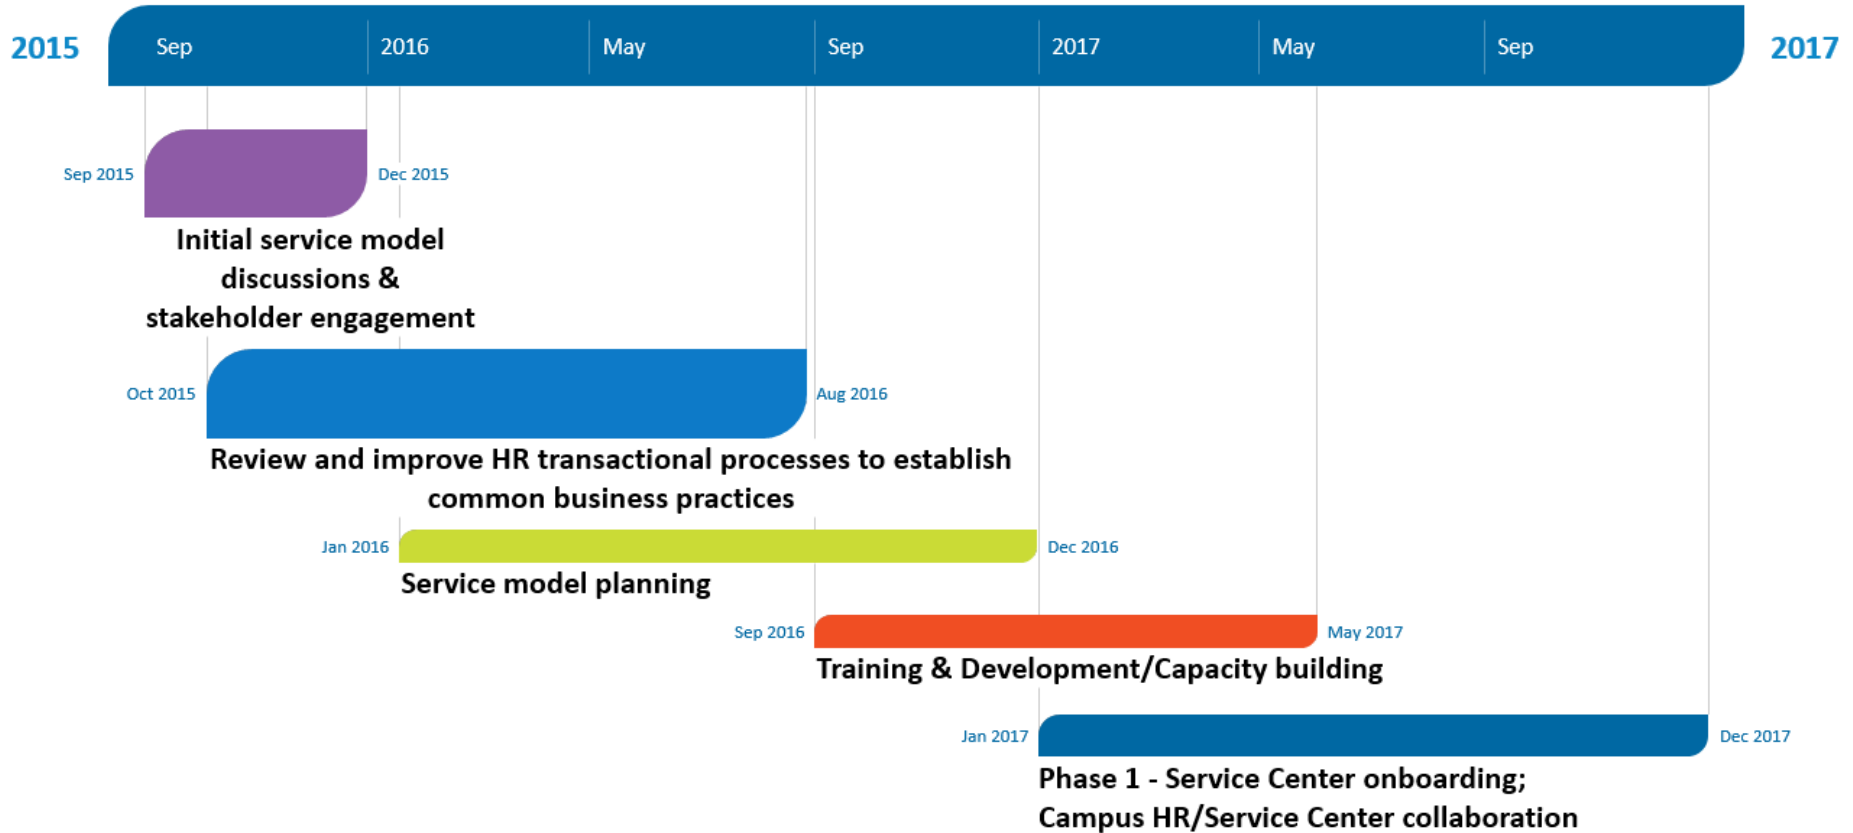 2015
Sep
2016
May
Sep
2017
May
Sep
2017
Sep 2015
Dec 2015
Initial service model
discussions &
stakeholder engagement
Oct 2015
Aug 2016
Review and improve HR transactional processes to establish
common business practices
Jan 2016
Dec 2016
Service model planning
Sep 2016
May 2017
Training & Development/Capacity building
Jan 2017
Dec 2017
Phase 1 - Service Center onboarding;
Campus HR/Service Center collaboration